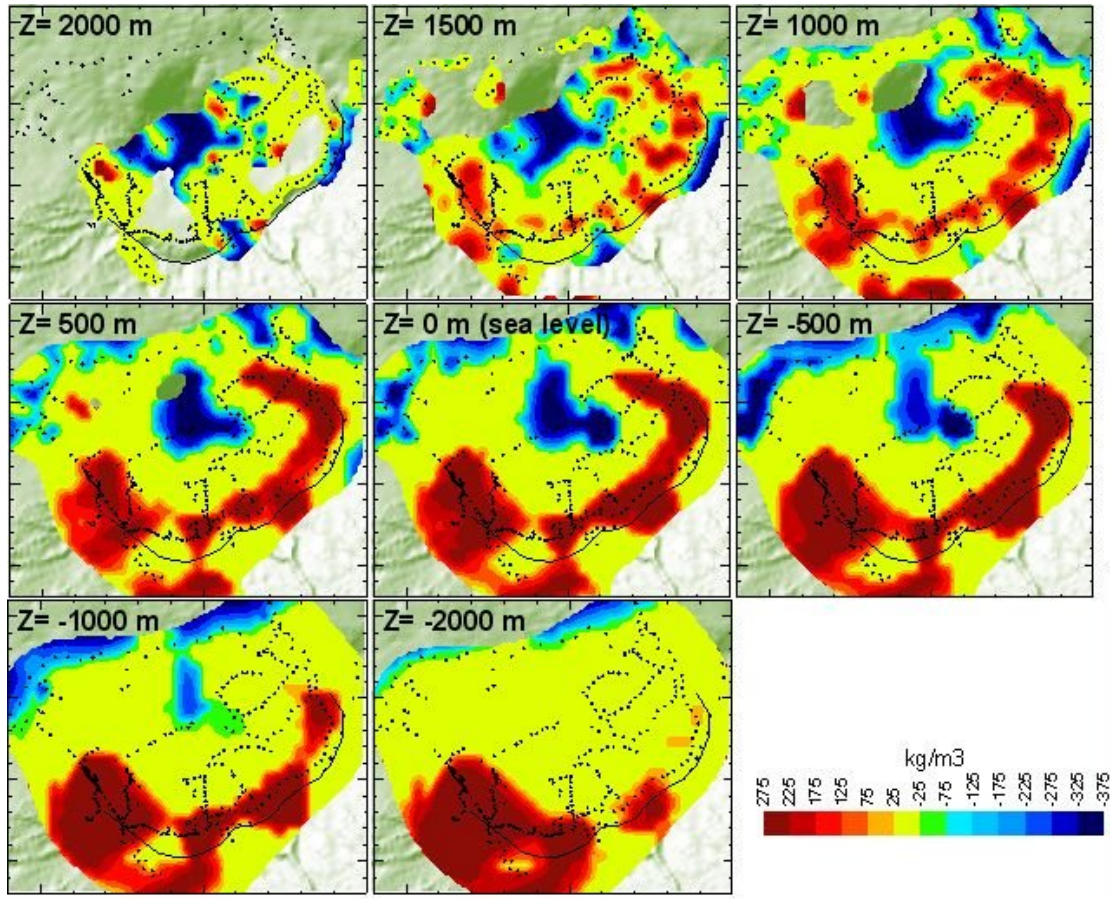 Z= 2000 m
Z= 1500 m
Z= 1000 m
Z= 500 m
Z= 0 m (sea level)
Z= -500 m
Z= -1000 m
Z= -2000 m
kg/m3
275 225 175 125 75 25 -25 -75 -125 -175 -225 -275 -325 -375